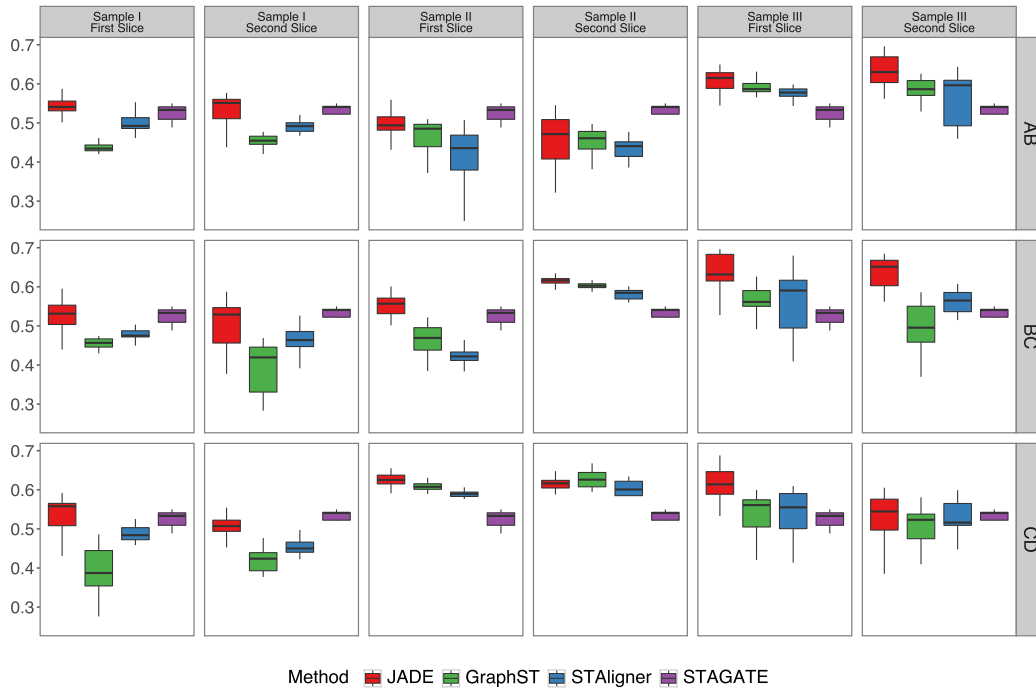 Sample I
First Slice
Sample I
Second Slice
Sample II
First Slice
Sample II
Second Slice
Sample III
First Slice
Sample III
Second Slice
0.7
0.6
0.5
0.4
0.3
AB
0.7
0.6
0.5
0.4
0.3
BC
0.7
0.6
0.5
0.4
0.3
CD
Method JADE GraphST STAligner STAGATE